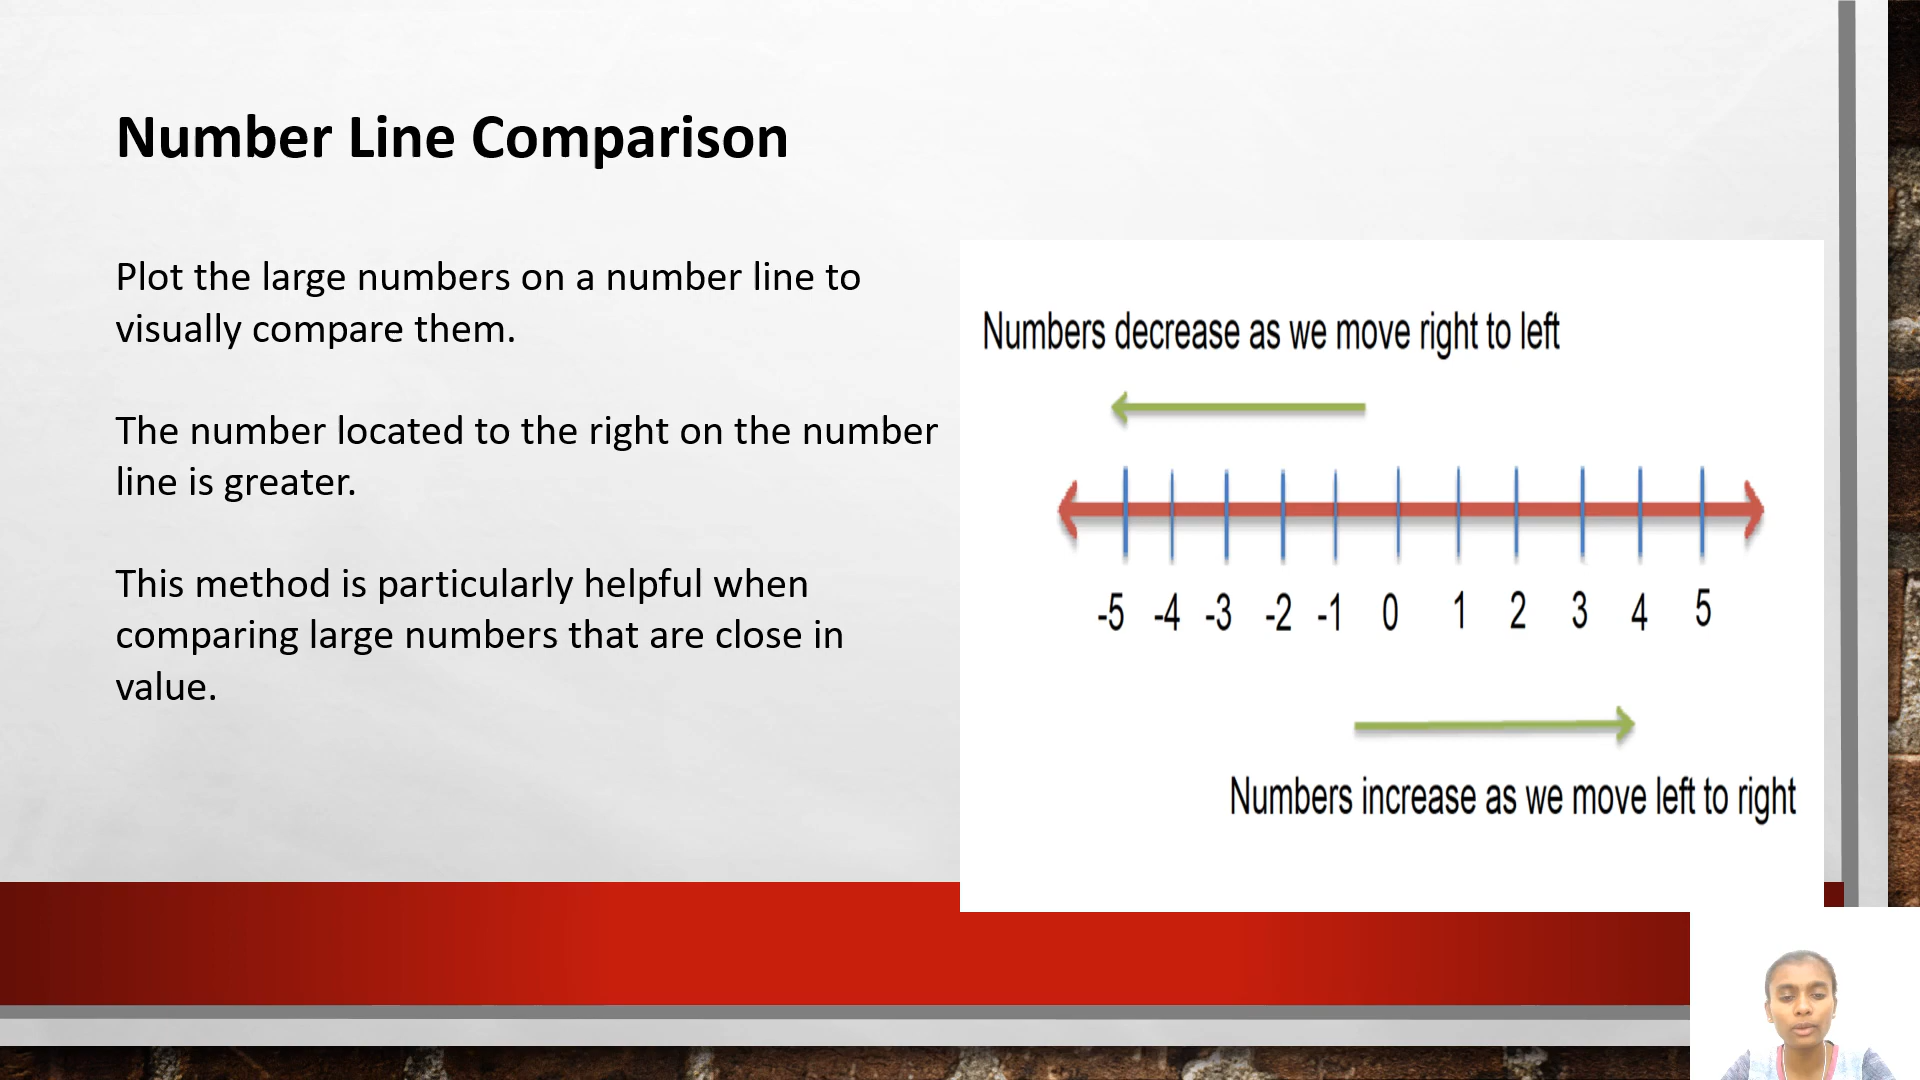 Number Line Comparison
Plot the large numbers on a number line to
visually compare them.
The number located to the right on the number
line is greater.
This method is particularly helpful when
comparing large numbers that are close in
value.
Numbers decrease as we move right to left
-5 -4 -3 -2 -1 0 1 2 3 4 5
Numbers increase as we move left to right